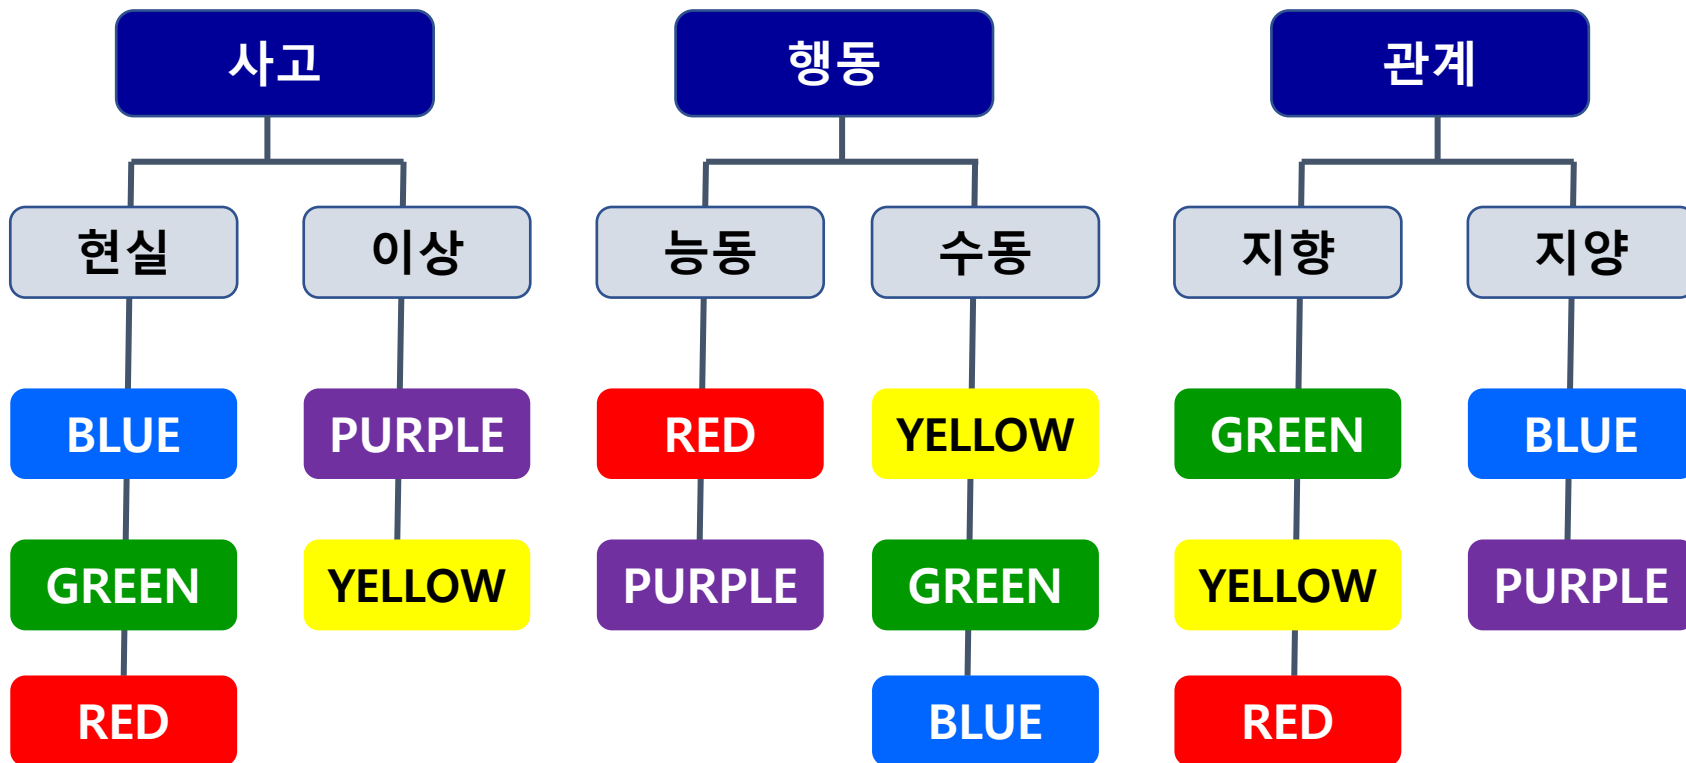 사고
행동
관계
현실
이상
능동
수동
지향
지양
BLUE
PURPLE
RED
YELLOW
GREEN
BLUE
GREEN
YELLOW
PURPLE
GREEN
YELLOW
PURPLE
RED
BLUE
RED